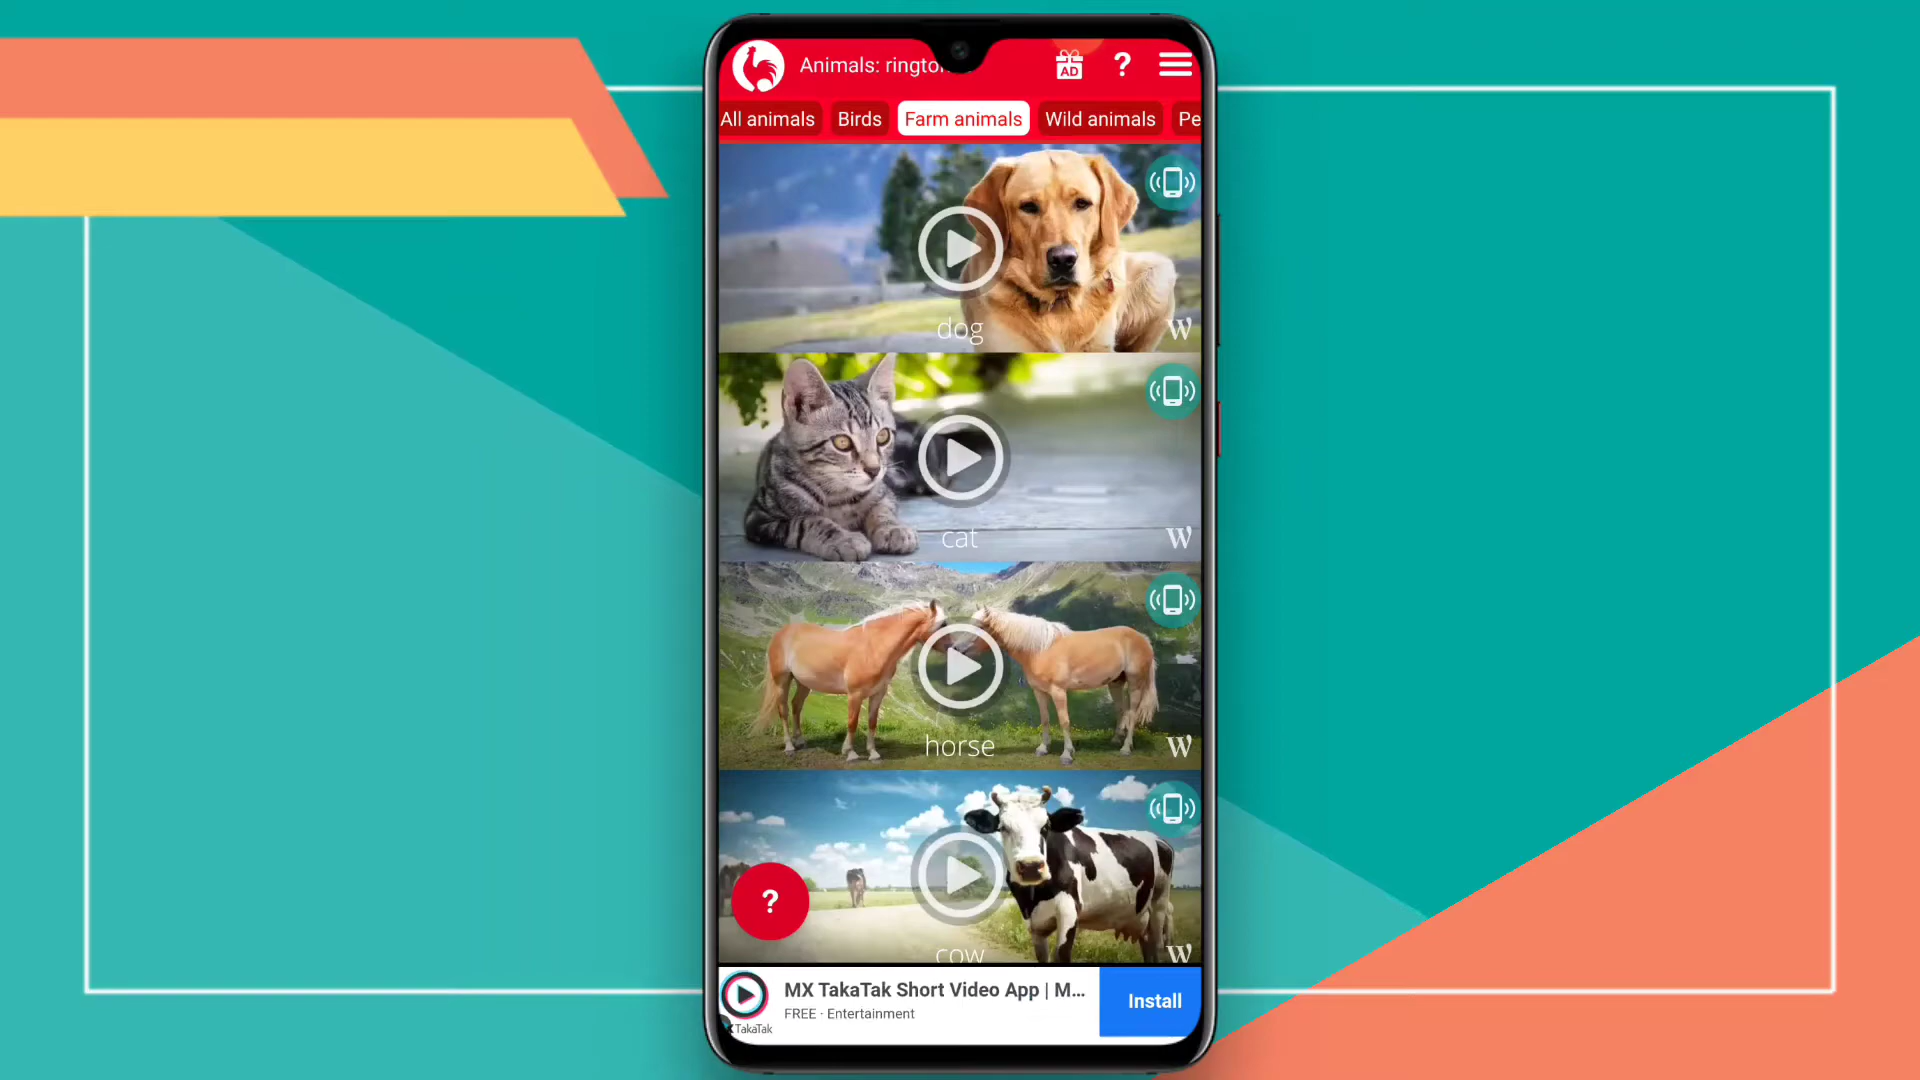 Animals: ringto
AD
?
All animals
Birds
Farm animals
Wild animals
Pe
dog
W
cat
W
horse
W
cow
W
?
MX TakaTak Short Video App | M...
FREE · Entertainment
Install
TakaTak